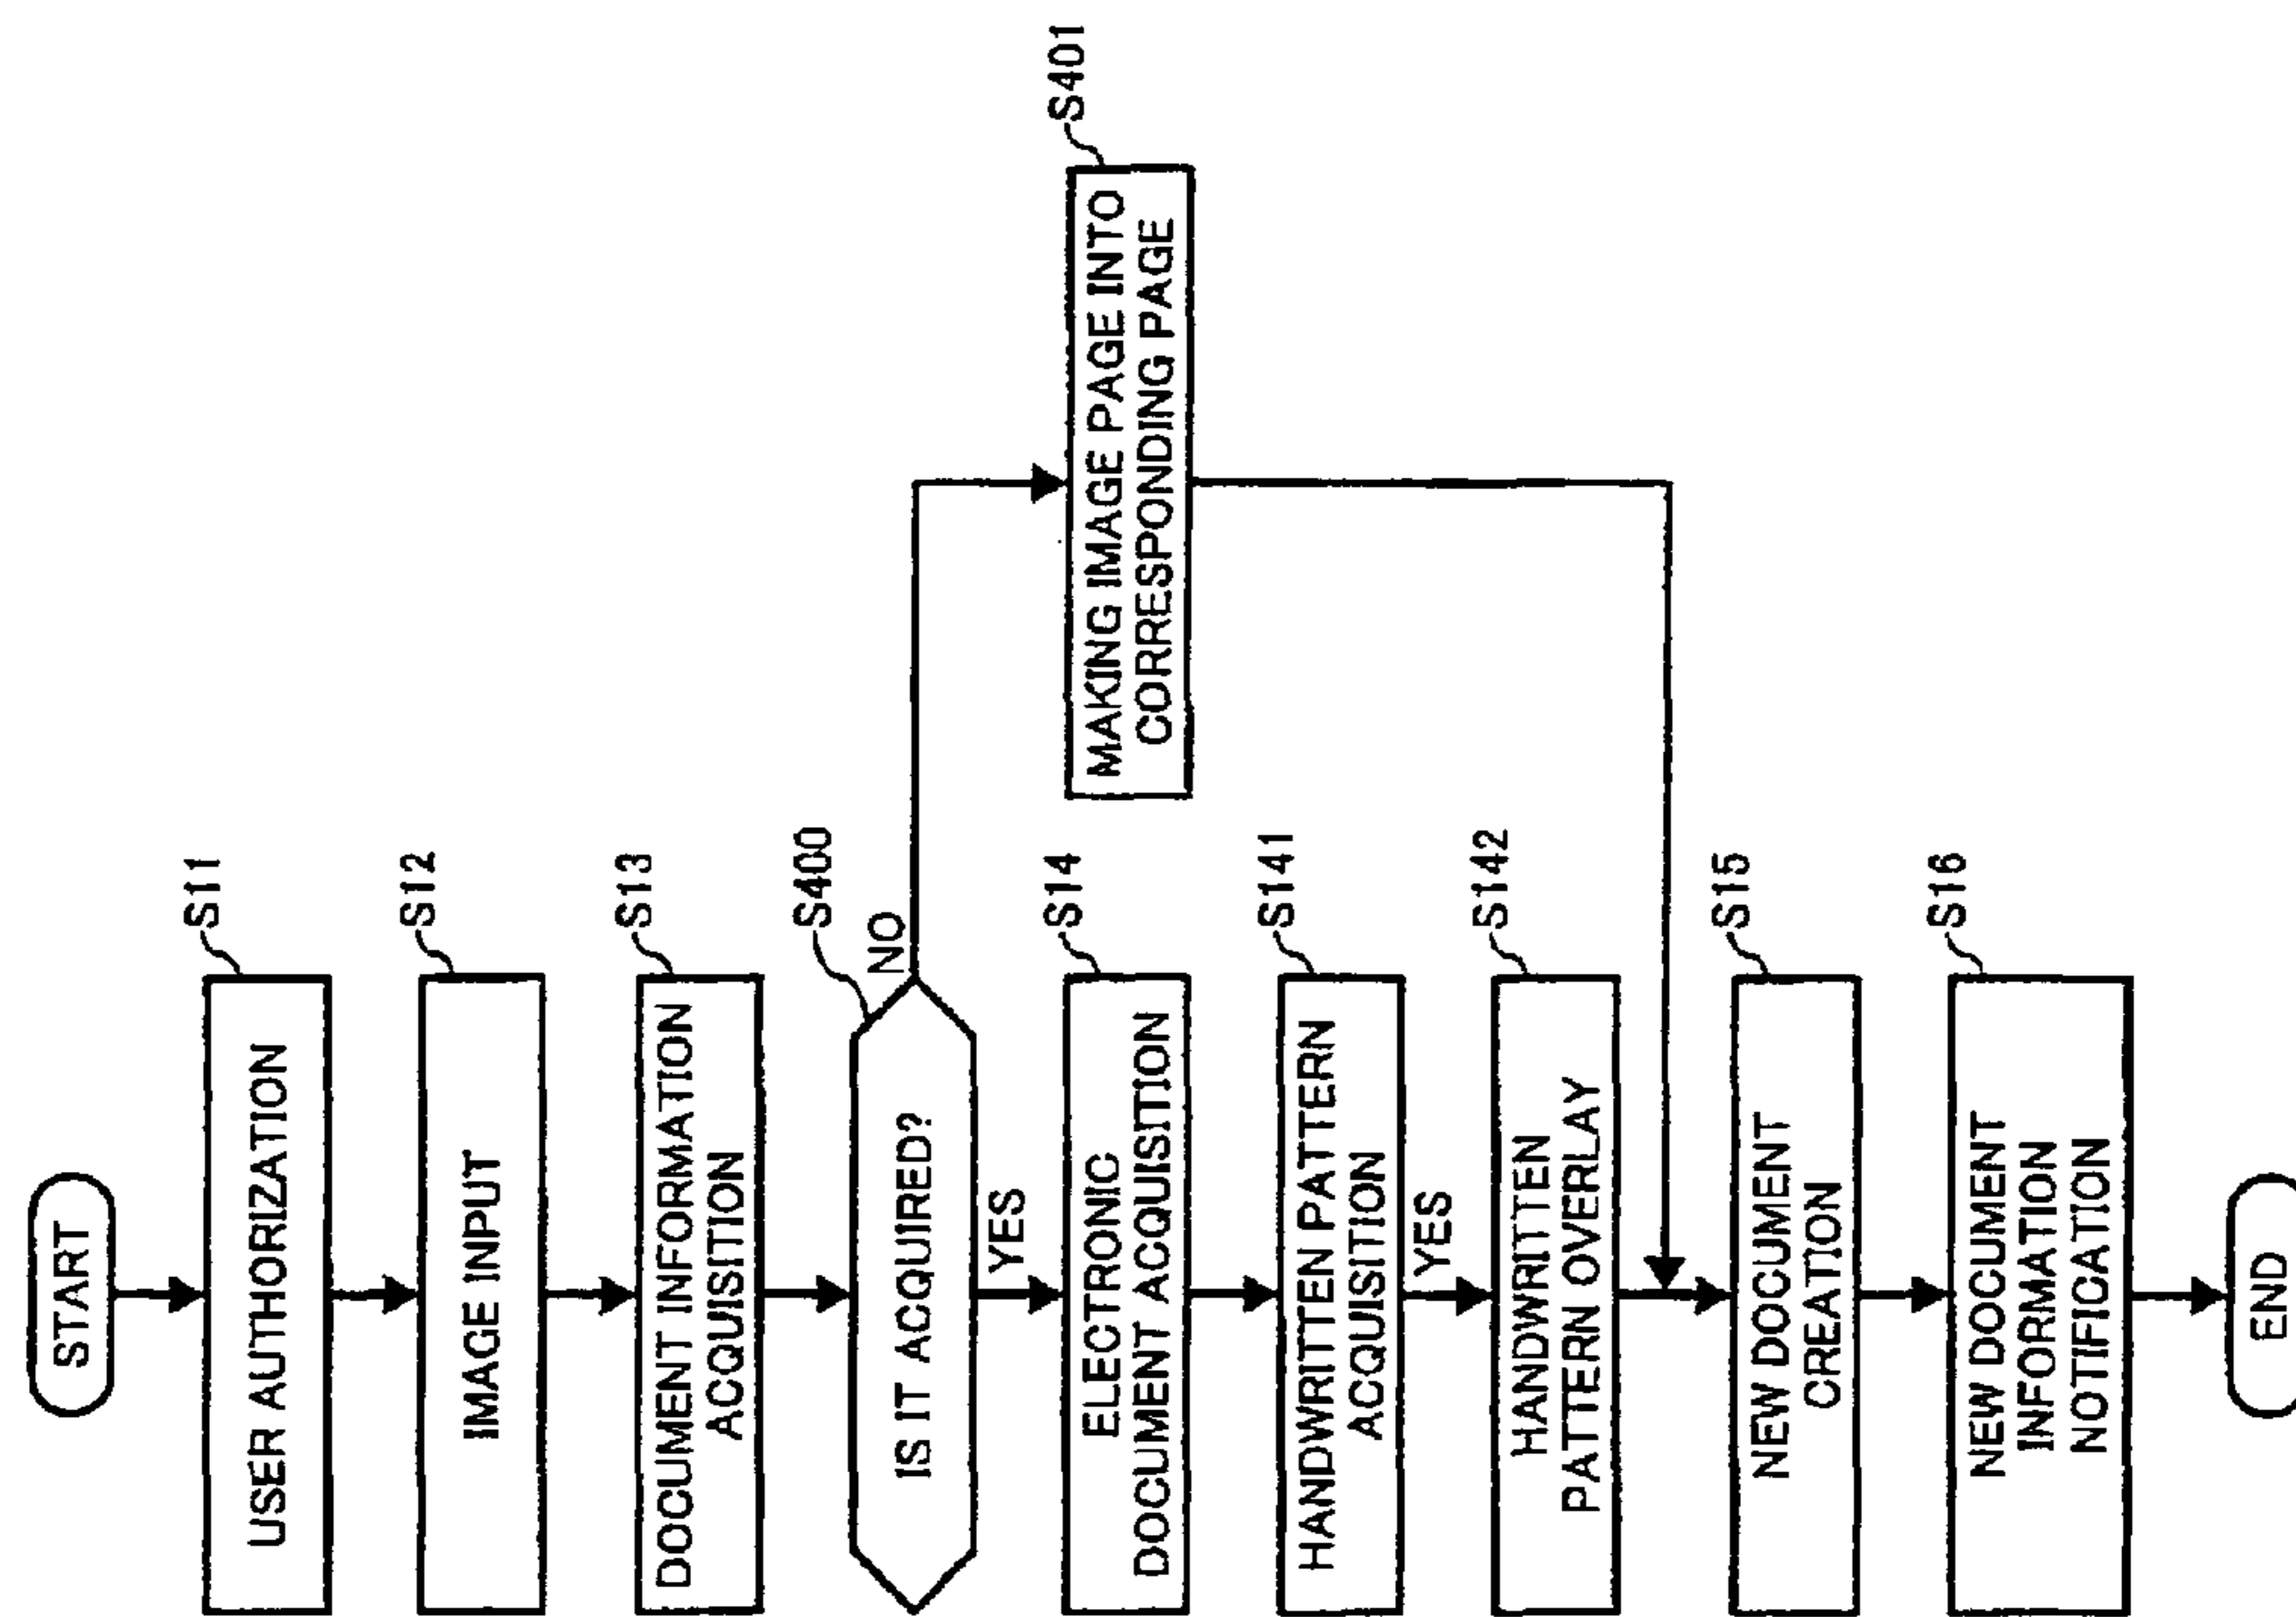 START
S11
USER AUTHORIZATION
S12
IMAGE INPUT
S13
DOCUMENT INFORMATION
ACQUISITION
S400
IS IT ACQUIRED?
NO
YES
S401
MAKING IMAGE PAGE INTO
CORRESPONDING PAGE
S14
ELECTRONIC
DOCUMENT ACQUISITION
S141
HANDWRITTEN PATTERN
ACQUISITION
YES
S142
HANDWRITTEN
PATTERN OVERLAY
S15
NEW DOCUMENT
CREATION
S16
NEW DOCUMENT
INFORMATION
NOTIFICATION
END